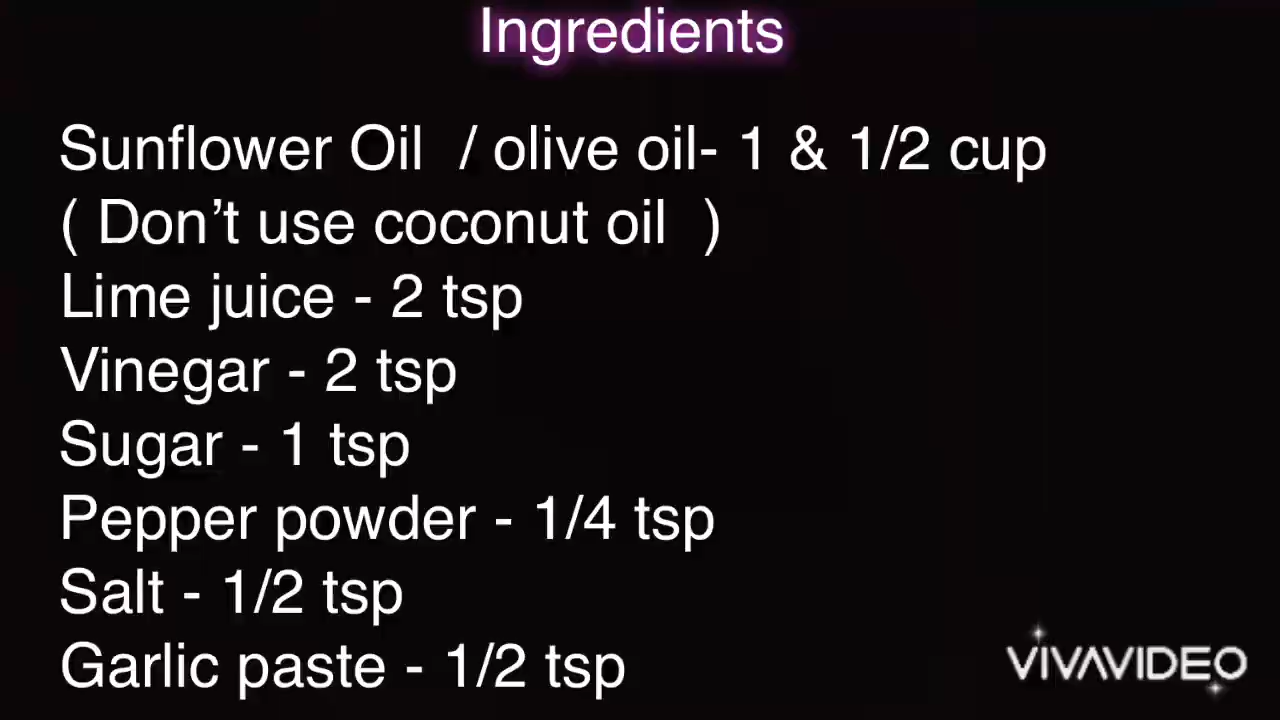 Ingredients
Sunflower Oil / olive oil- 1 & 1/2 cup
( Don’t use coconut oil )
Lime juice - 2 tsp
Vinegar - 2 tsp
Sugar - 1 tsp
Pepper powder - 1/4 tsp
Salt - 1/2 tsp
Garlic paste - 1/2 tsp
VIVAVIDEO